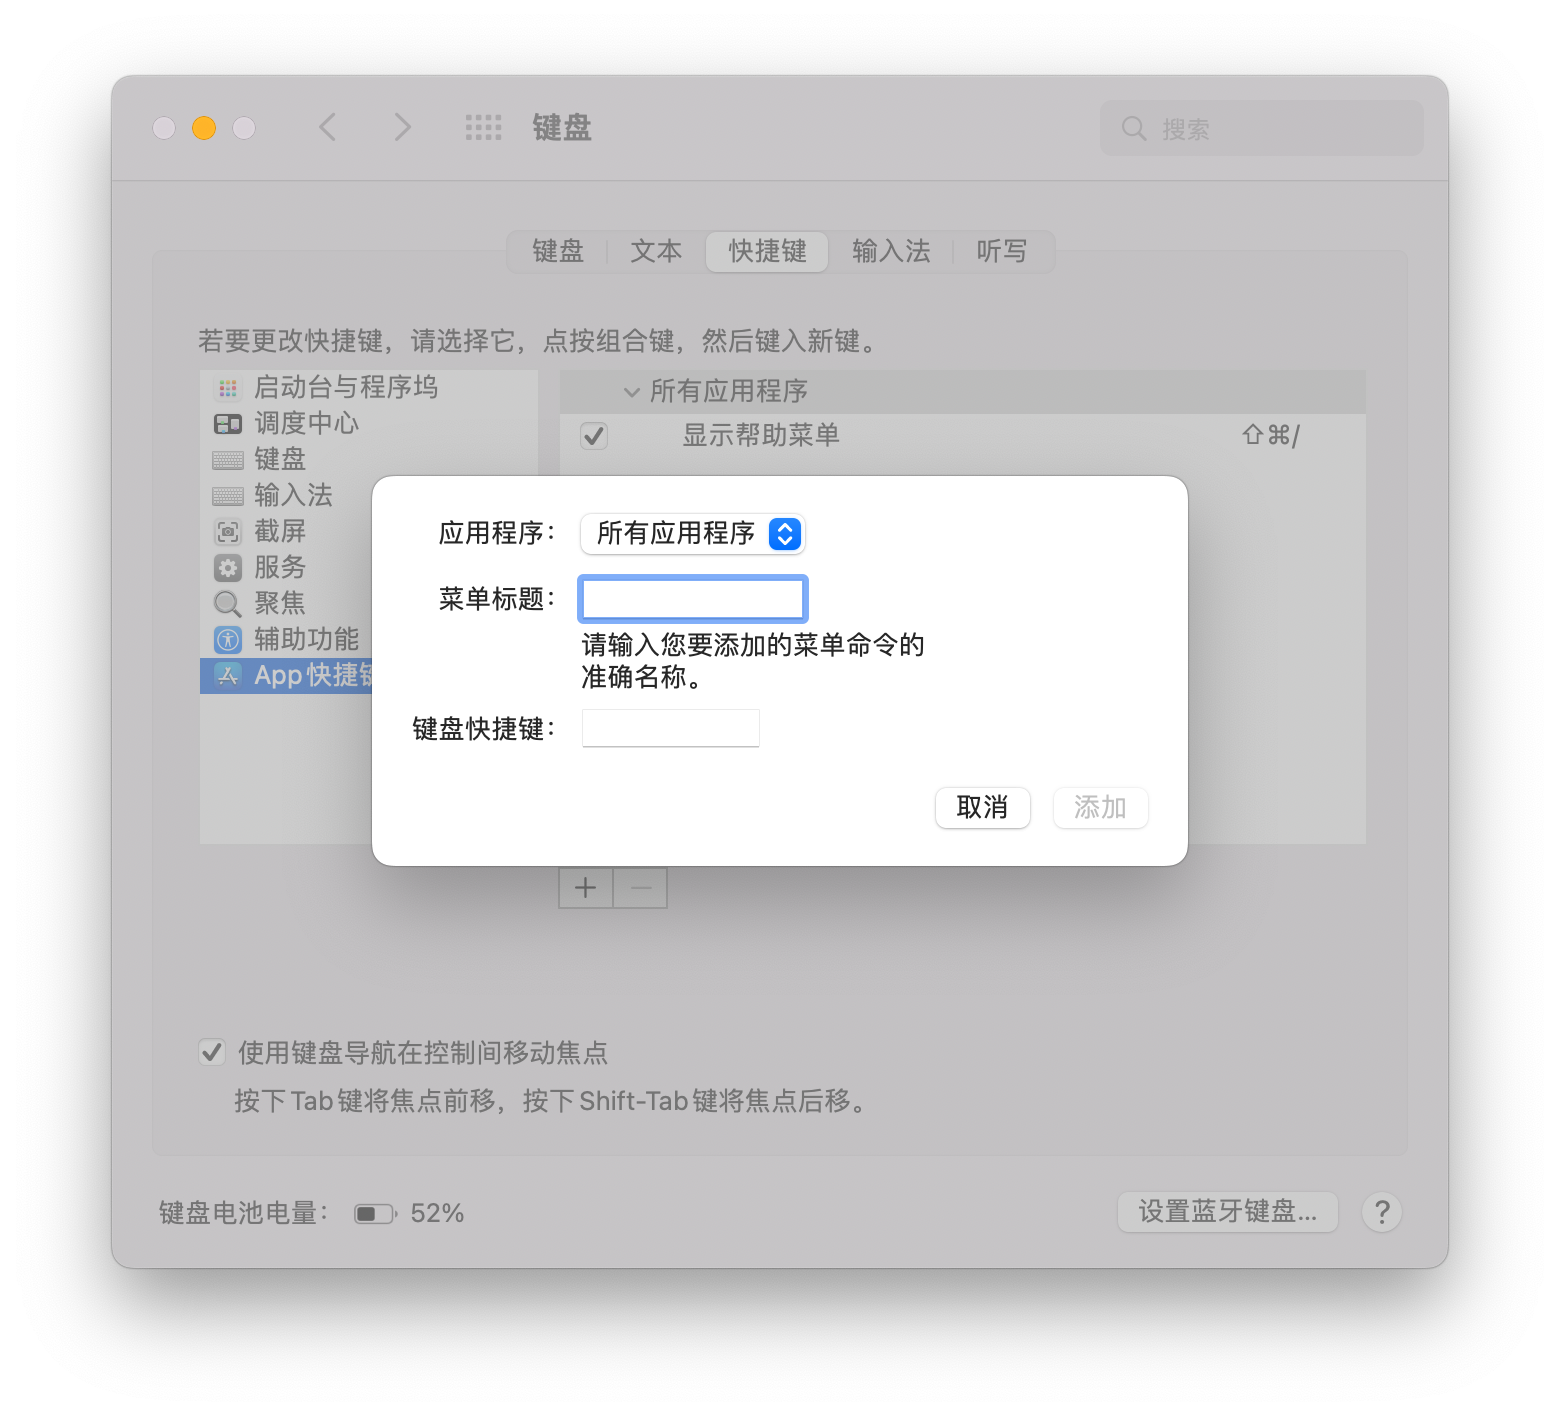 键盘
搜索
键盘
文本
快捷键
输入法
听写
若要更改快捷键，请选择它，点按组合键，然后键入新键。
启动台与程序坞
调度中心
键盘
输入法
截屏
服务
聚焦
辅助功能
App 快捷键
所有应用程序
显示帮助菜单
⇧⌘/
应用程序：
所有应用程序
菜单标题：
请输入您要添加的菜单命令的
准确名称。
键盘快捷键：
取消
添加
使用键盘导航在控制间移动焦点
按下 Tab 键将焦点前移，按下 Shift-Tab 键将焦点后移。
键盘电池电量：
52%
设置蓝牙键盘...
?